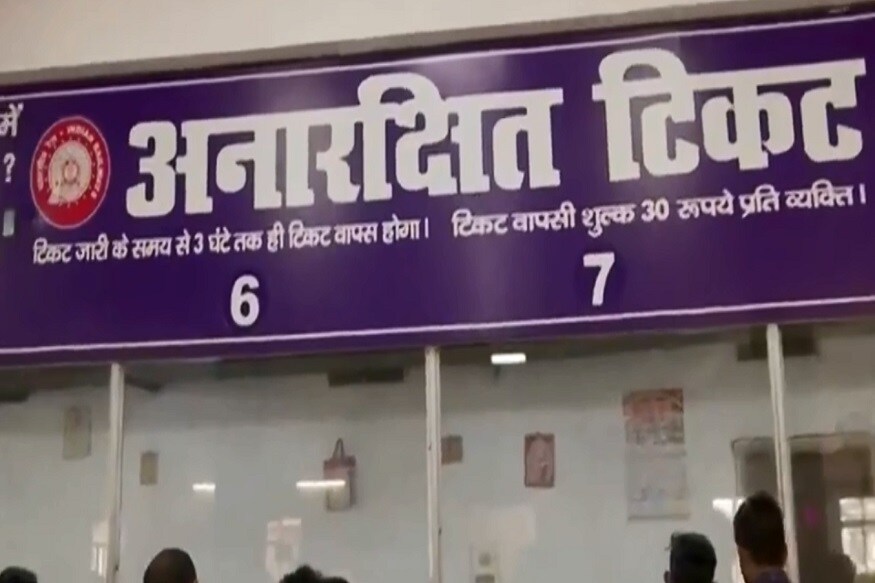 में
?
अनारक्षित टिकट
टिकट जारी के समय से 3 घंटे तक ही टिकट वापस होगा। टिकट वापसी शुल्क 30 रूपये प्रति व्यक्ति।
6 7